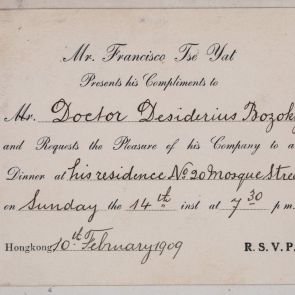 Mr. Francisco Tse Yat
Presents his Compliments to
Mr. Doctor Desiderius Bozoky
and Requests the Pleasure of his Company to a
Dinner at his residence No 20 Mosque Stree
on Sunday the 14th inst at 7 30 p.m
Hongkong, 10th February 1909 R. S. V. P.